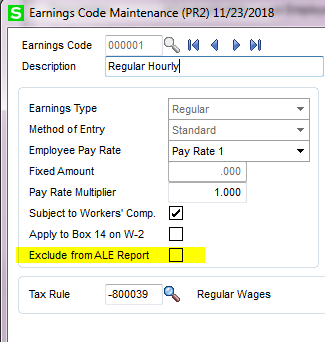 S Earnings Code Maintenance (PR2) 11/23/2018
Earnings Code 000001
Description Regular Hourly
Earnings Type Regular
Method of Entry Standard
Employee Pay Rate Pay Rate 1
Fixed Amount .000
Pay Rate Multiplier 1.000
Subject to Workers' Comp.
Apply to Box 14 on W-2
Exclude from ALE Report
Tax Rule -800039 Regular Wages